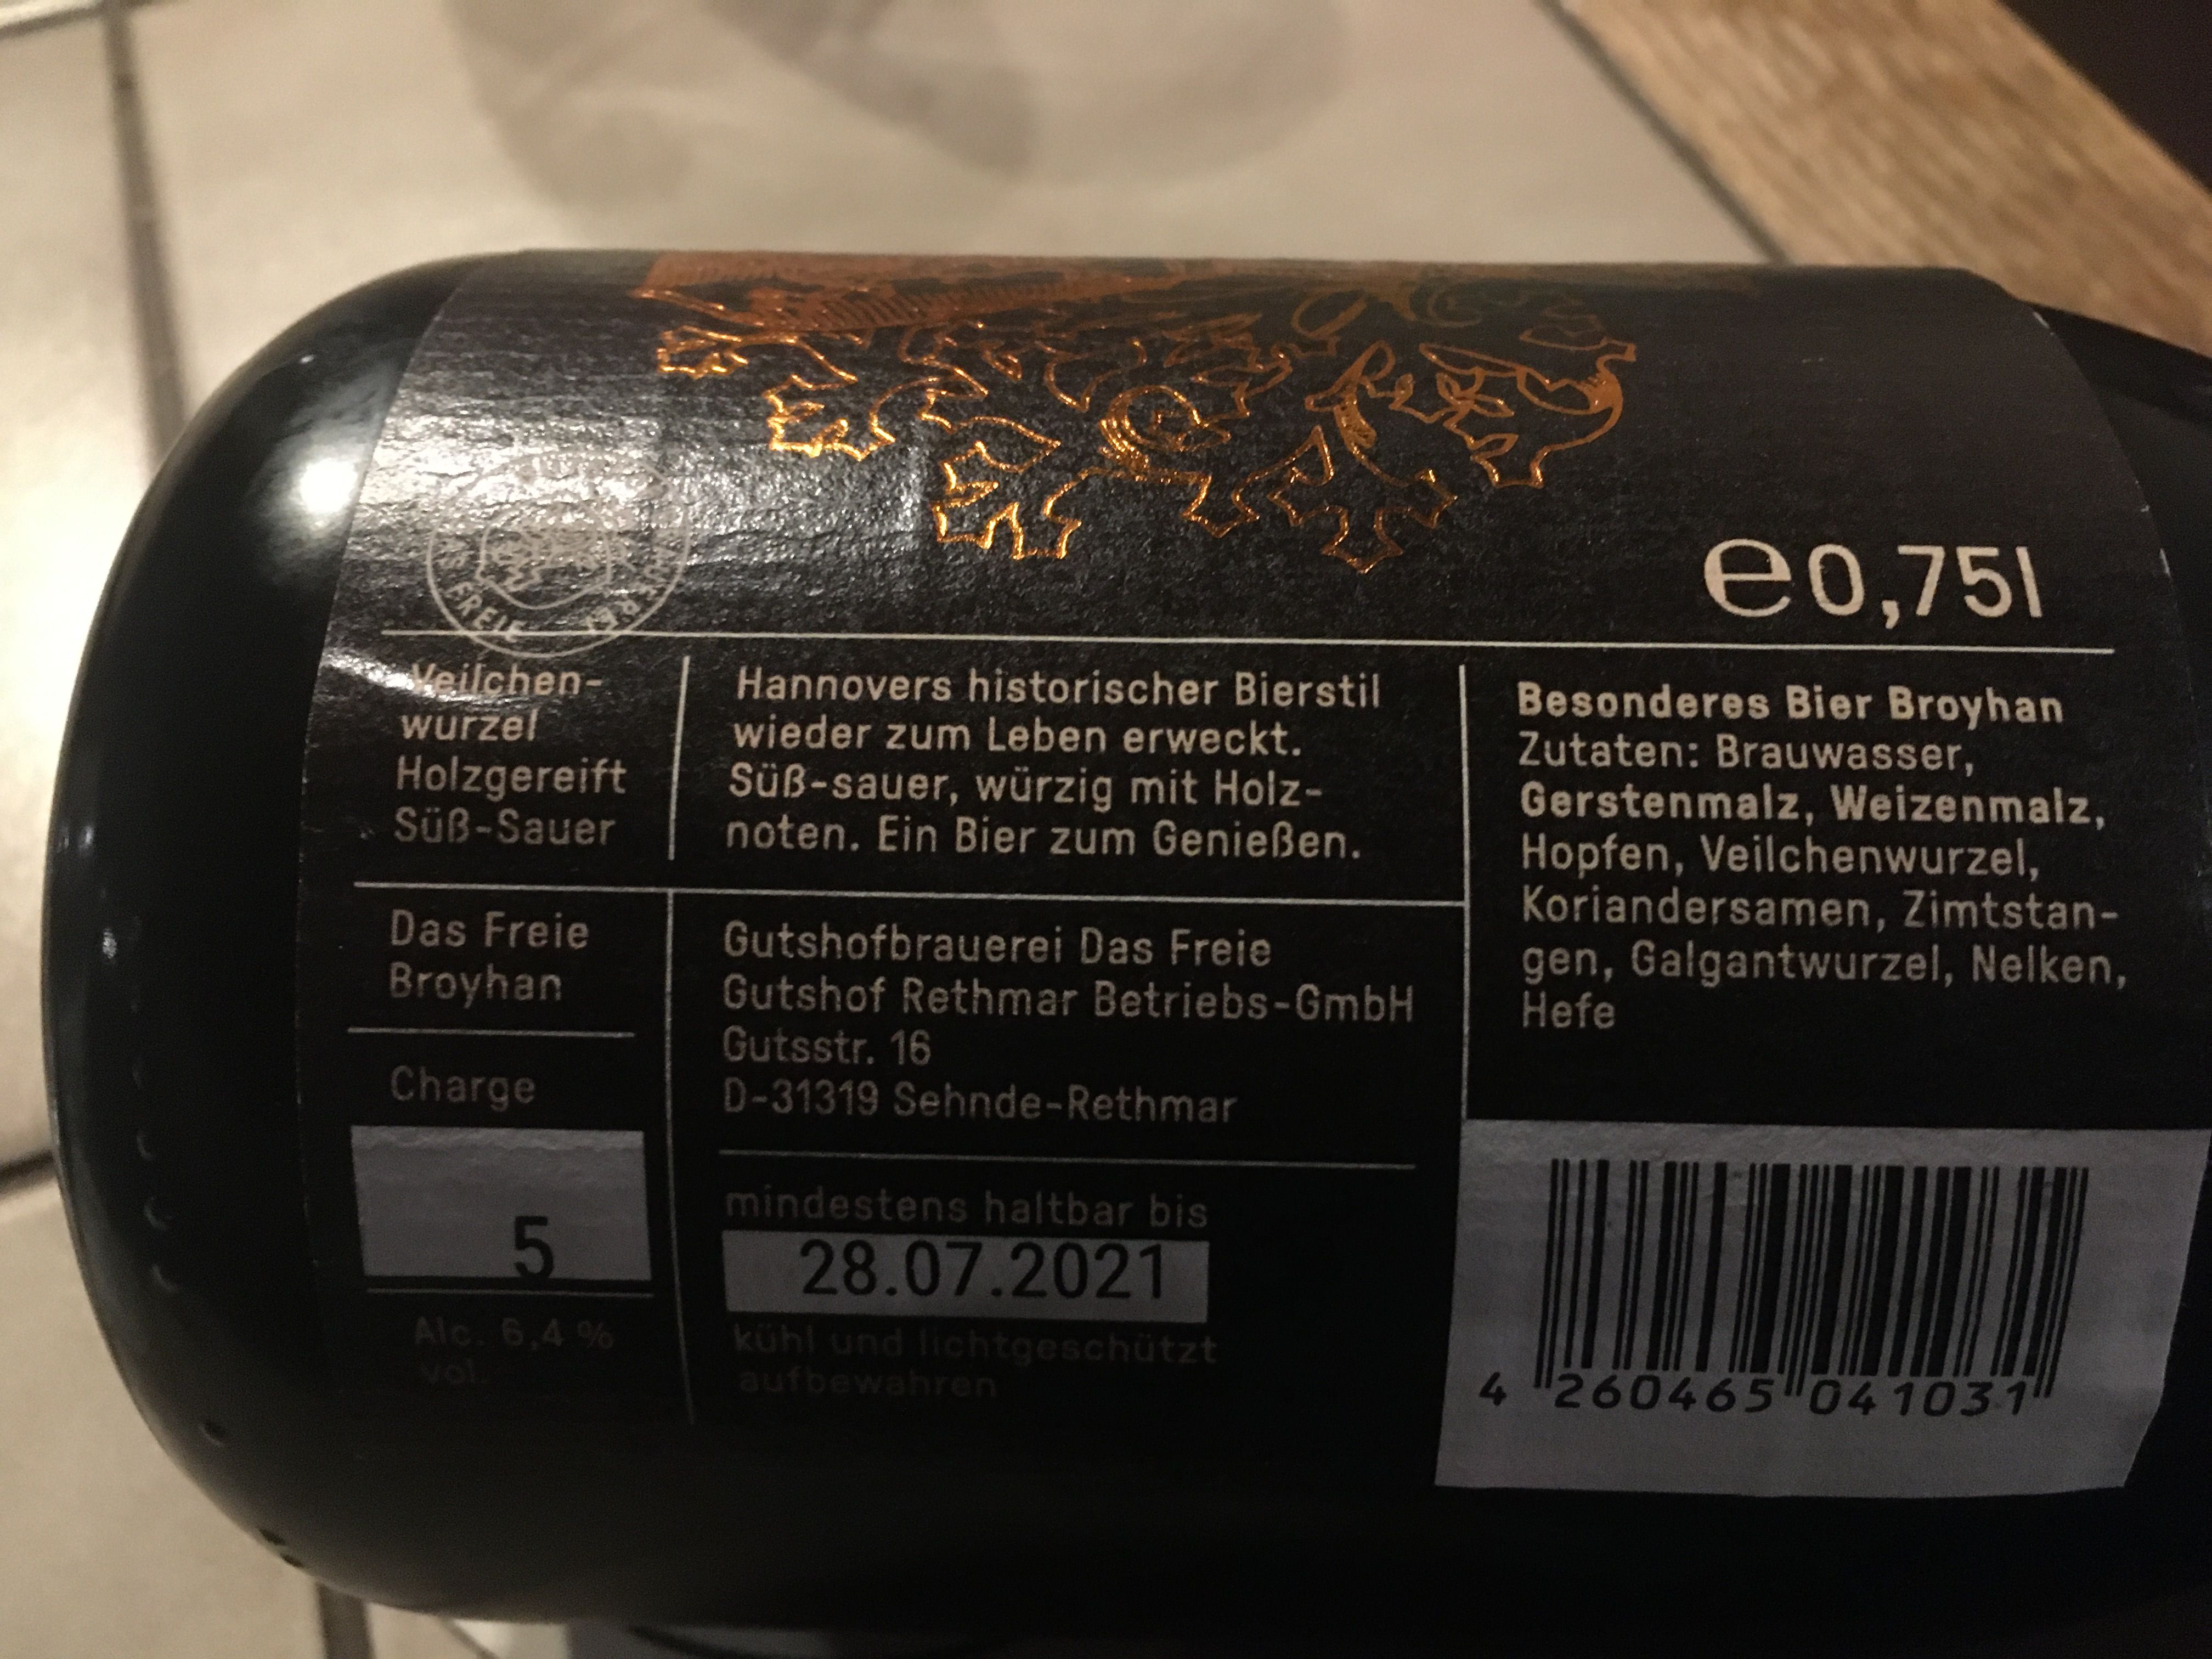 DAS FREIE
e0,75l
Veilchen-
wurzel
Holzgereift
Süß-Sauer
Hannovers historischer Bierstil
wieder zum Leben erweckt.
Süß-sauer, würzig mit Holz-
noten. Ein Bier zum Genießen.
Besonderes Bier Broyhan
Zutaten: Brauwasser,
Gerstenmalz, Weizenmalz,
Hopfen, Veilchenwurzel,
Koriandersamen, Zimtstan-
gen, Galgantwurzel, Nelken,
Hefe
Das Freie
Broyhan
Gutshofbrauerei Das Freie
Gutshof Rethmar Betriebs-GmbH
Gutsstr. 16
D-31319 Sehnde-Rethmar
Charge
5
mindestens haltbar bis
28.07.2021
kühl und lichtgeschützt
aufbewahren
Alc. 6,4 %
vol.
4 260465 041031